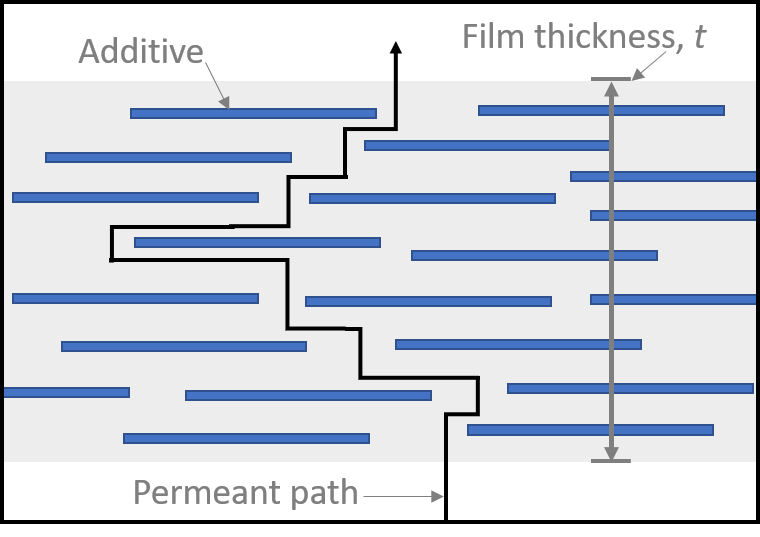 Additive
Film thickness, t
Permeant path